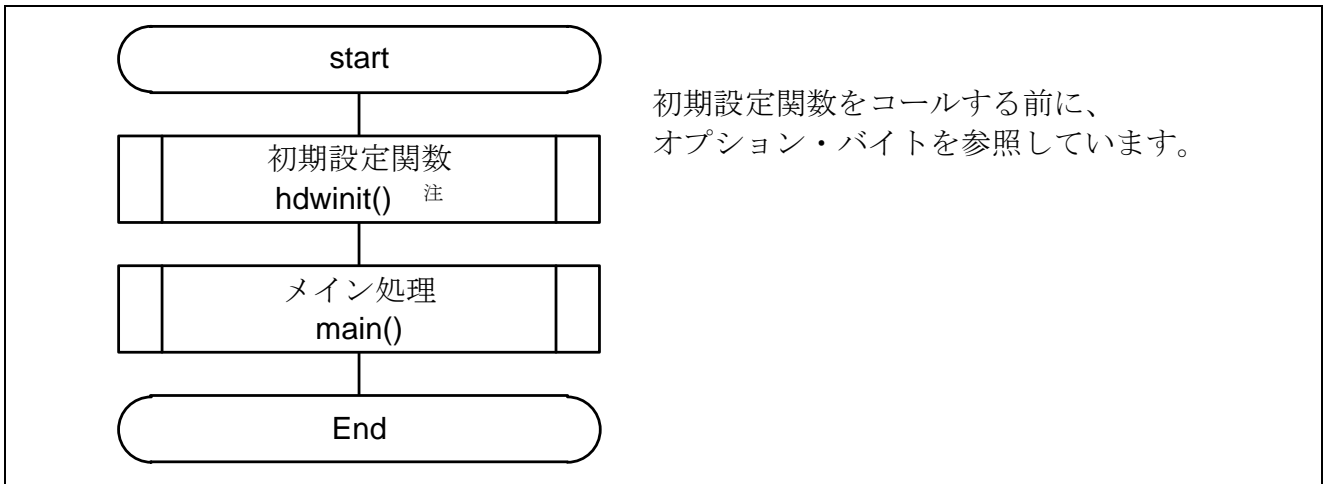 start
初期設定関数をコールする前に、
オプション・バイトを参照しています。
初期設定関数
hdwinit() 注
メイン処理
main()
End